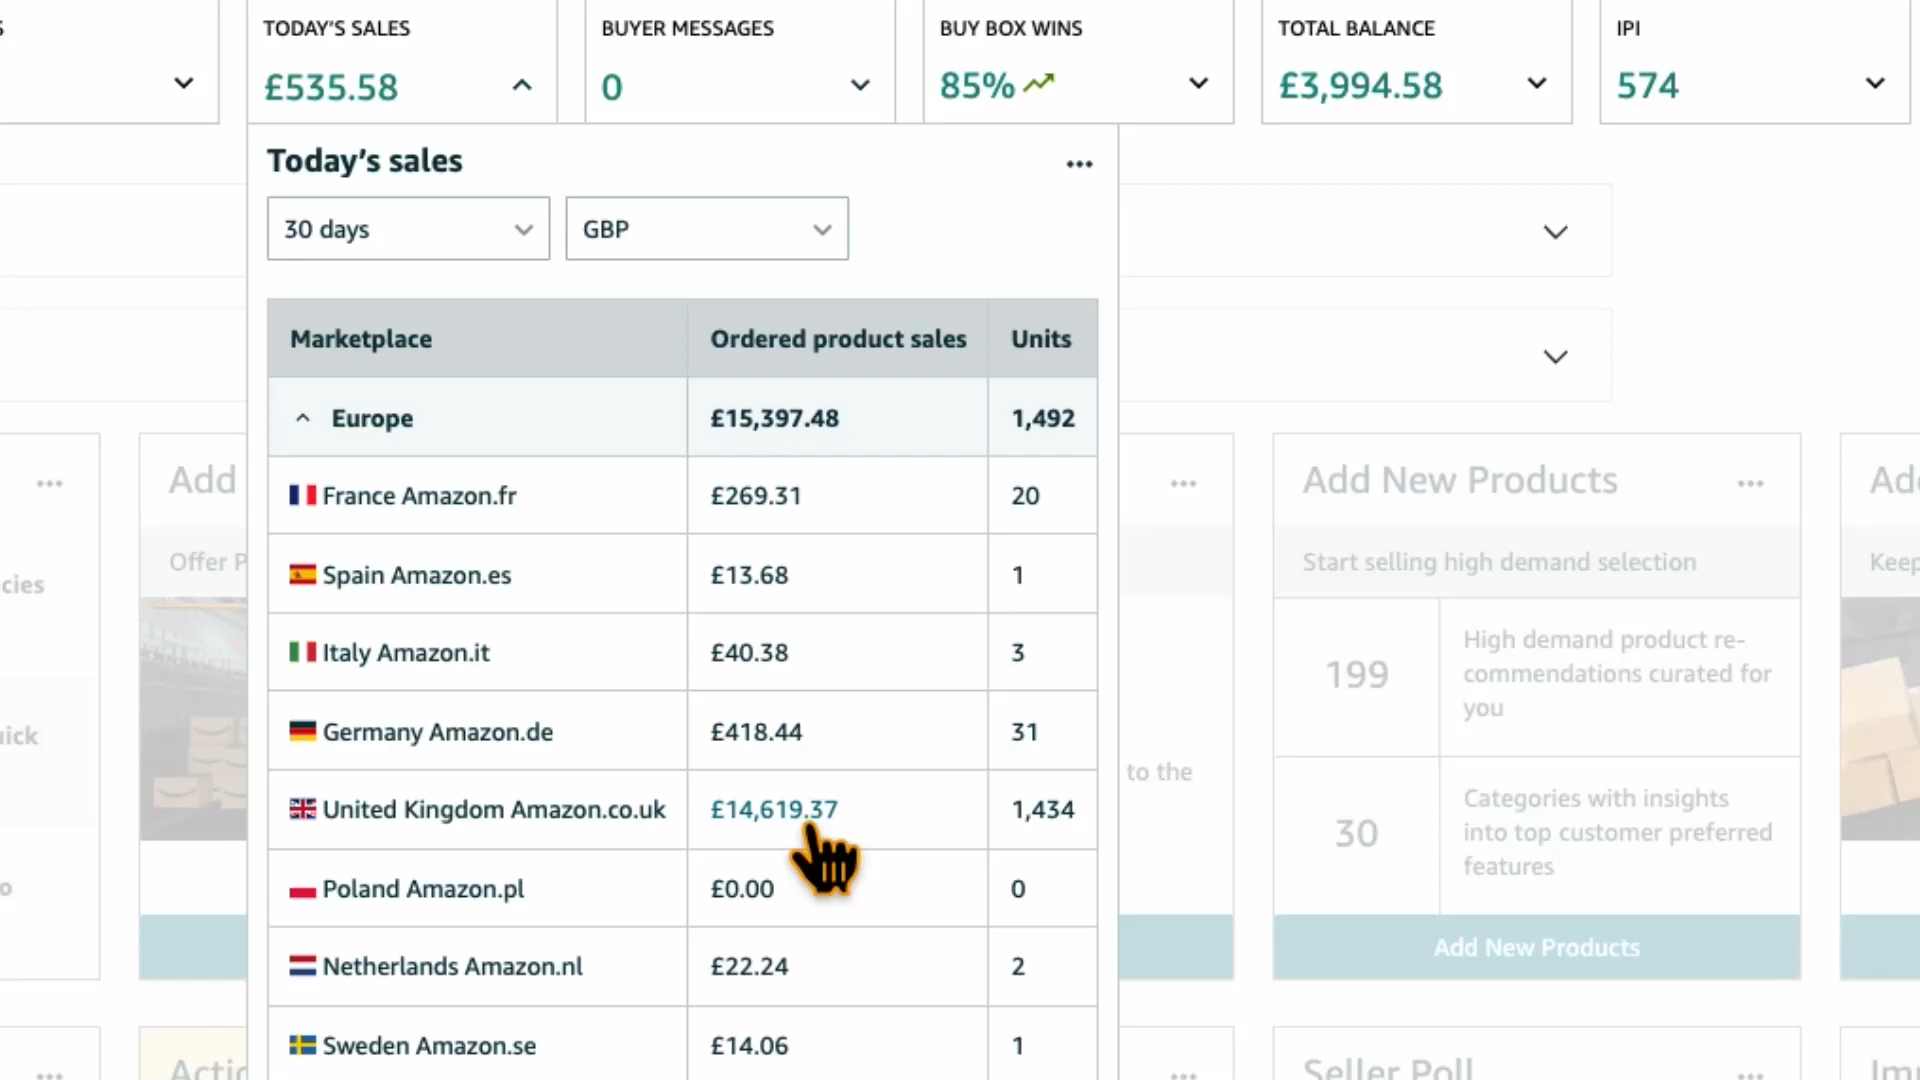 TODAY'S SALES
£535.58
BUYER MESSAGES
0
BUY BOX WINS
85%
TOTAL BALANCE
£3,994.58
IPI
574
Today's sales
30 days
GBP
Marketplace Ordered product sales Units
Europe £15,397.48 1,492
France Amazon.fr £269.31 20
Spain Amazon.es £13.68 1
Italy Amazon.it £40.38 3
Germany Amazon.de £418.44 31
United Kingdom Amazon.co.uk £14,619.37 1,434
Poland Amazon.pl £0.00 0
Netherlands Amazon.nl £22.24 2
Sweden Amazon.se £14.06 1
cies
uick
o
Add
Offer P
to the
Add New Products
Start selling high demand selection
199
High demand product re-
commendations curated for
you
30
Categories with insights
into top customer preferred
features
Add New Products
Keep
Seller Poll